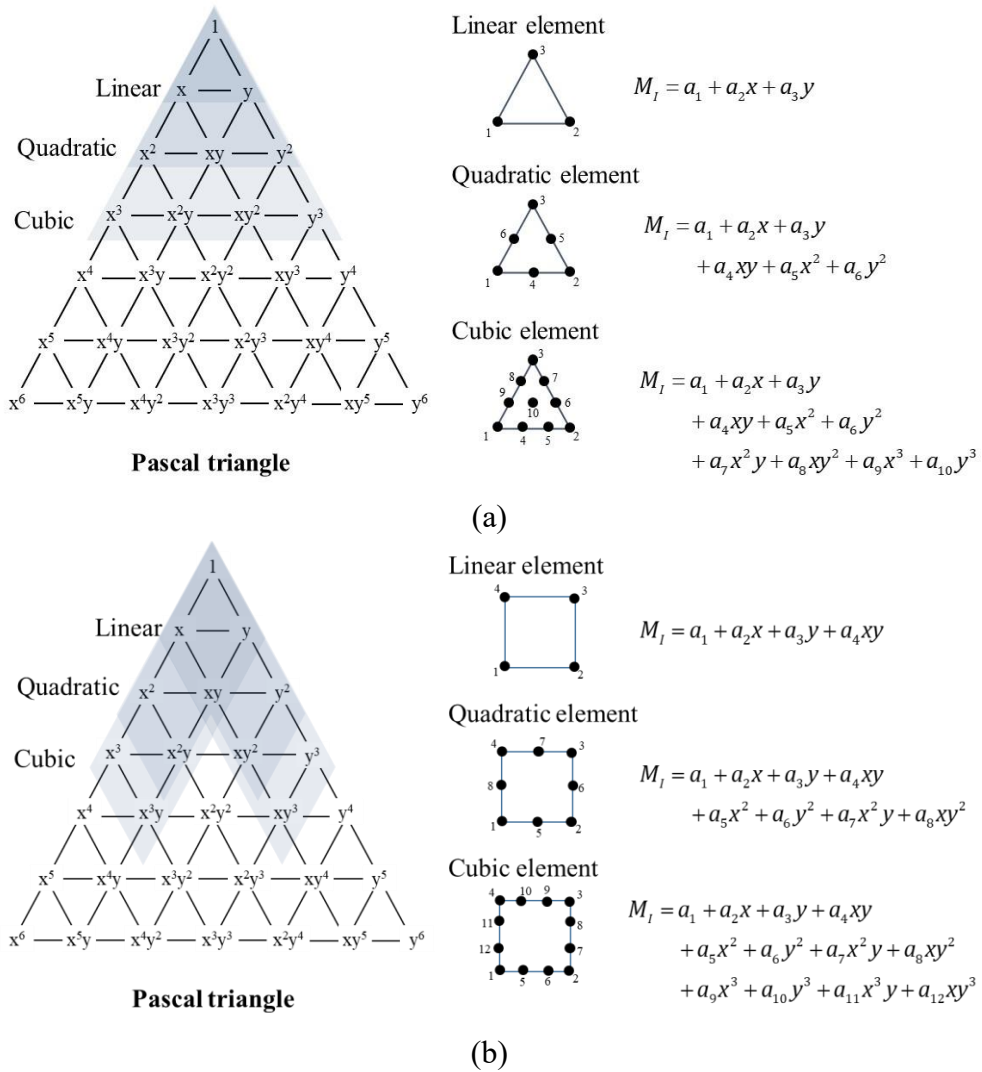 1
Linear
x y
Quadratic
x² xy y²
Cubic
x³ x²y xy² y³
x⁴ x³y x²y² xy³ y⁴
x⁵ x⁴y x³y² x²y³ xy⁴ y⁵
x⁶ x⁵y x⁴y² x³y³ x²y⁴ xy⁵ y⁶
Pascal triangle
Linear element
3
1 2
M_I = a₁ + a₂x + a₃y
Quadratic element
3
6 5
1 4 2
M_I = a₁ + a₂x + a₃y
+ a₄xy + a₅x² + a₆y²
Cubic element
3
8 7
9 6
10
1 4 5 2
M_I = a₁ + a₂x + a₃y
+ a₄xy + a₅x² + a₆y²
+ a₇x²y + a₈xy² + a₉x³ + a₁₀y³
(a)
1
Linear
x y
Quadratic
x² xy y²
Cubic
x³ x²y xy² y³
x⁴ x³y x²y² xy³ y⁴
x⁵ x⁴y x³y² x²y³ xy⁴ y⁵
x⁶ x⁵y x⁴y² x³y³ x²y⁴ xy⁵ y⁶
Pascal triangle
Linear element
4 3
1 2
M_I = a₁ + a₂x + a₃y + a₄xy
Quadratic element
4 7 3
8 6
1 5 2
M_I = a₁ + a₂x + a₃y + a₄xy
+ a₅x² + a₆y² + a₇x²y + a₈xy²
Cubic element
4 10 9 3
11 8
12 7
1 5 6 2
M_I = a₁ + a₂x + a₃y + a₄xy
+ a₅x² + a₆y² + a₇x²y + a₈xy²
+ a₉x³ + a₁₀y³ + a₁₁x³y + a₁₂xy³
(b)